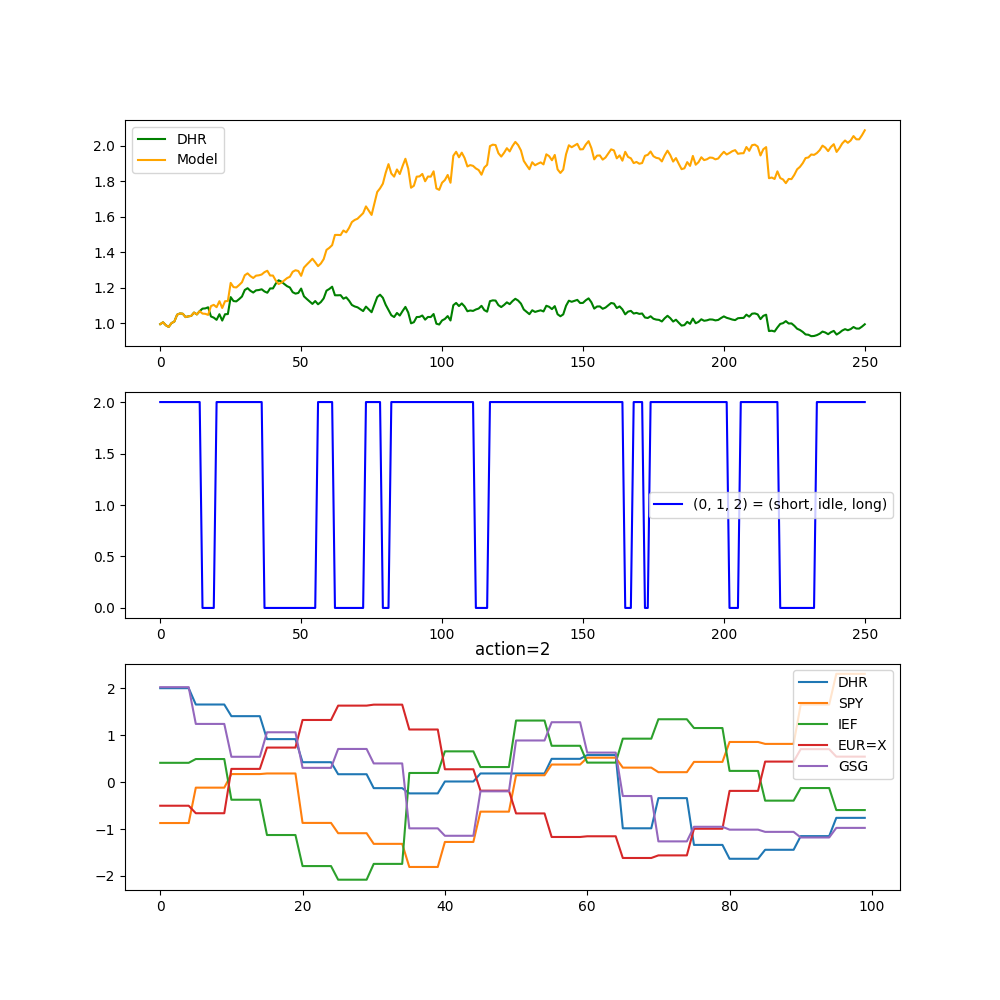 DHR
Model
2.0
1.8
1.6
1.4
1.2
1.0
0 50 100 150 200 250
2.0
1.5
1.0
0.5
0.0
(0, 1, 2) = (short, idle, long)
0 50 100 150 200 250
action=2
DHR
SPY
IEF
EUR=X
GSG
2
1
0
−1
−2
0 20 40 60 80 100